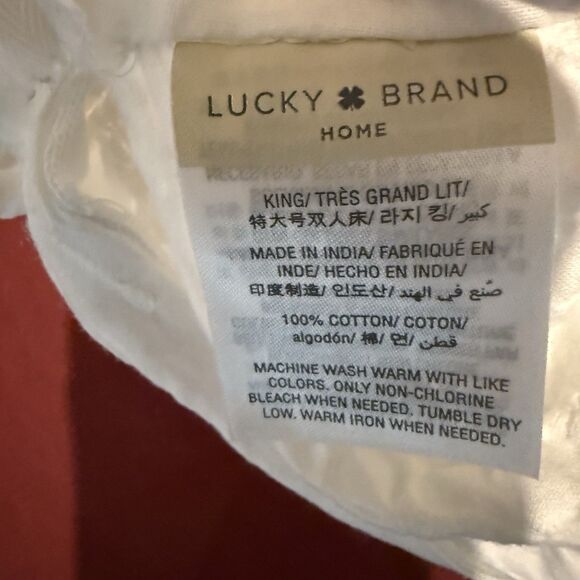 LUCKY BRAND
HOME
KING/ TRÈS GRAND LIT/
特大号双人床/ 라지 킹/ كبير/
MADE IN INDIA/ FABRIQUÉ EN
INDE/ HECHO EN INDIA/
印度制造/ 인도산/ صُنع في الهند/
100% COTTON/ COTON/
algodón/ 棉/ 면/ قطن/
MACHINE WASH WARM WITH LIKE
COLORS. ONLY NON-CHLORINE
BLEACH WHEN NEEDED. TUMBLE DRY
LOW. WARM IRON WHEN NEEDED.